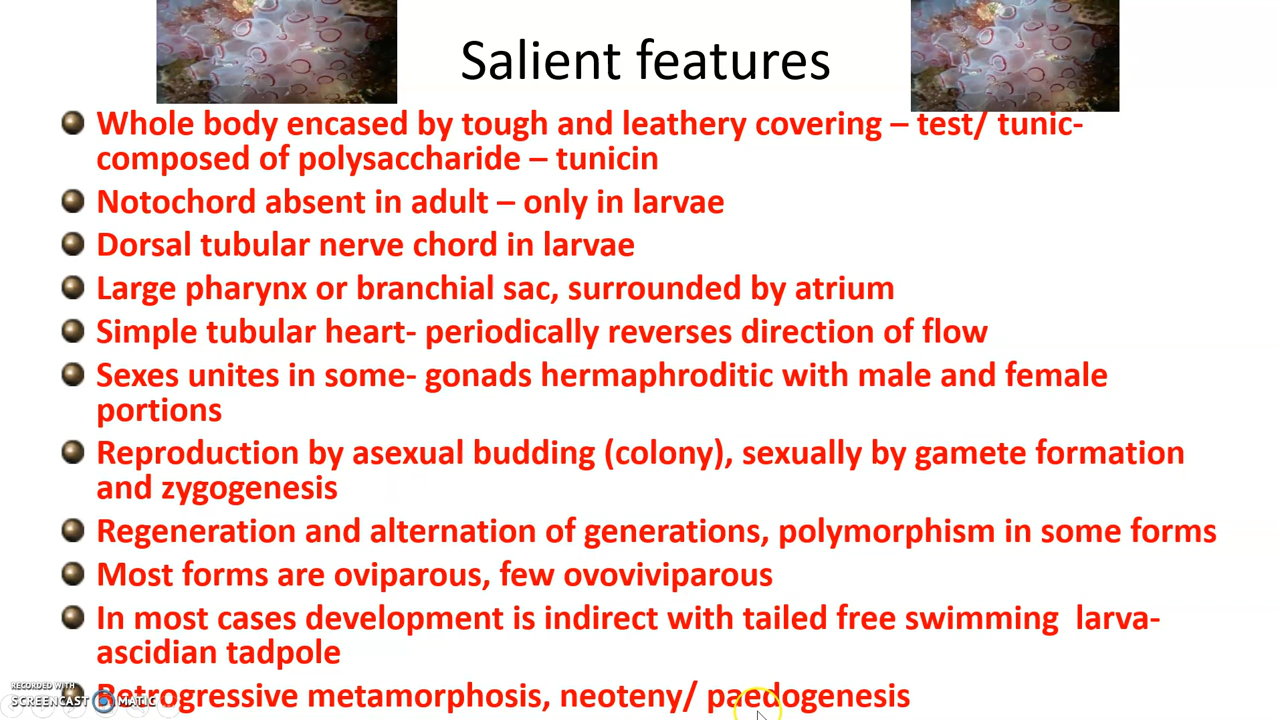 Salient features
Whole body encased by tough and leathery covering – test/ tunic-
composed of polysaccharide – tunicin
Notochord absent in adult – only in larvae
Dorsal tubular nerve chord in larvae
Large pharynx or branchial sac, surrounded by atrium
Simple tubular heart- periodically reverses direction of flow
Sexes unites in some- gonads hermaphroditic with male and female
portions
Reproduction by asexual budding (colony), sexually by gamete formation
and zygogenesis
Regeneration and alternation of generations, polymorphism in some forms
Most forms are oviparous, few ovoviviparous
In most cases development is indirect with tailed free swimming larva-
ascidian tadpole
Retrogressive metamorphosis, neoteny/ paedogenesis
RECORDED WITH
SCREENCAST MATIC